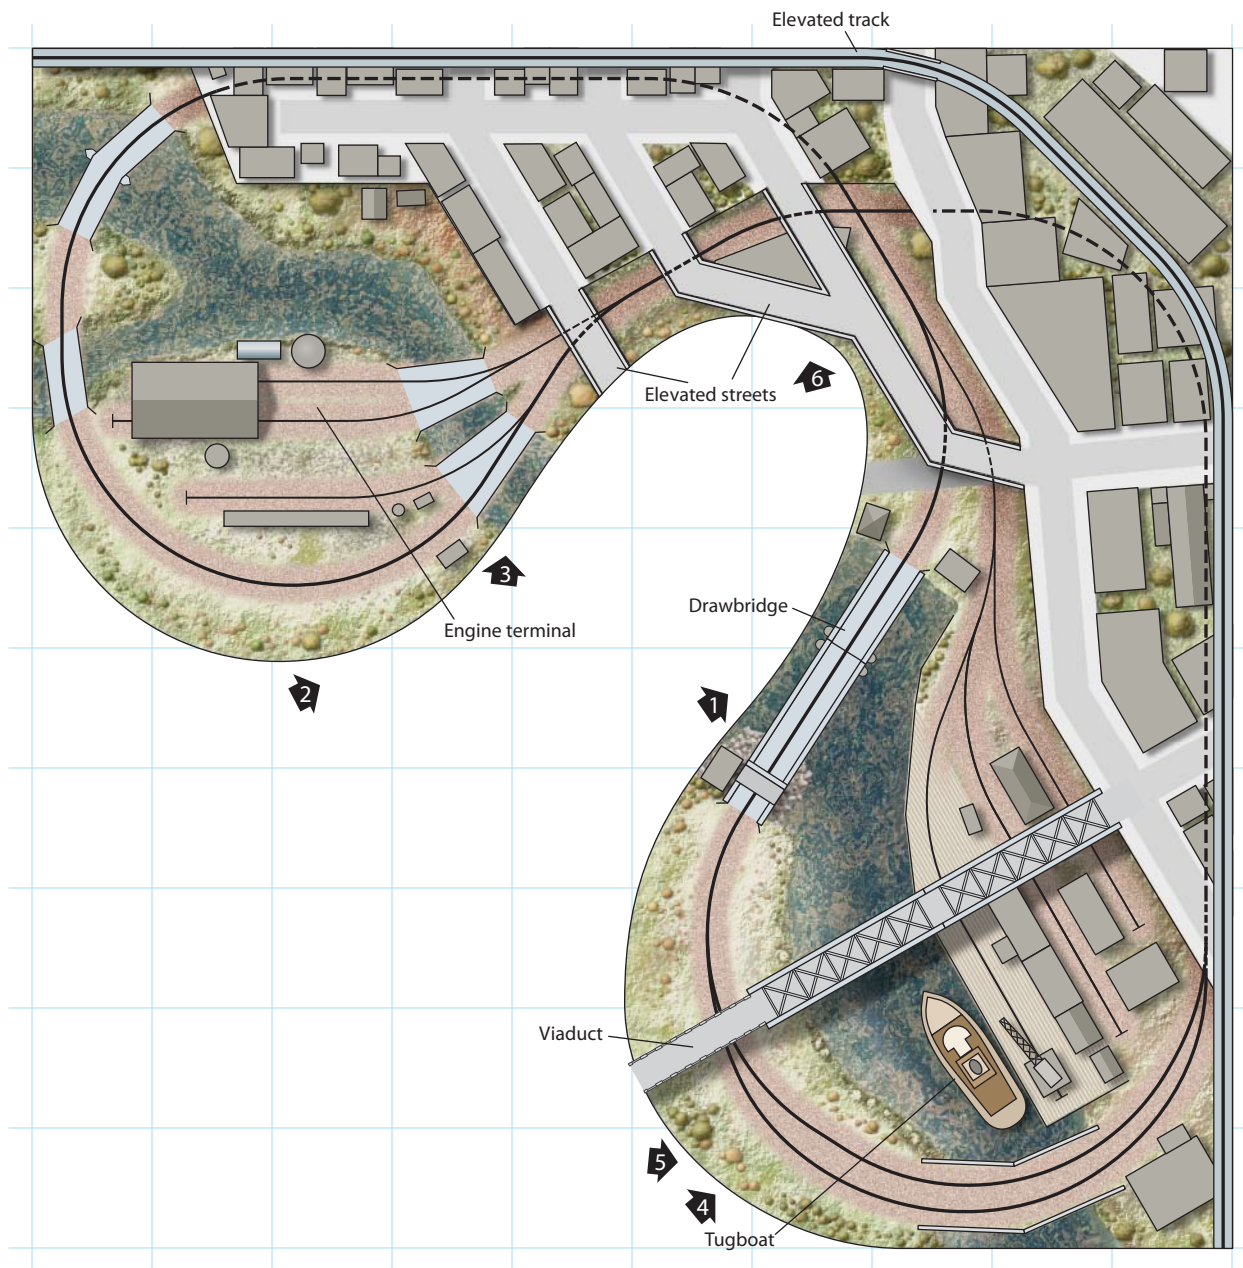 Elevated track
6
Elevated streets
3
Drawbridge
Engine terminal
2
1
Viaduct
5
4
Tugboat